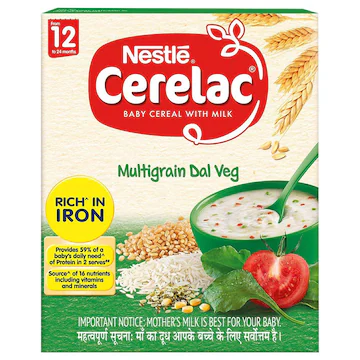 From
12
to 24 months
Nestlé®
Cerelac®
BABY CEREAL WITH MILK
Multigrain Dal Veg
RICH^ IN
IRON
Provides 59% of a
baby's daily need^
of Protein in 2 serves**
Source^ of 16 nutrients
including vitamins
and minerals
IMPORTANT NOTICE: MOTHER'S MILK IS BEST FOR YOUR BABY.
महत्वपूर्ण सूचना: माँ का दूध आपके बच्चे के लिए सर्वोत्तम है।